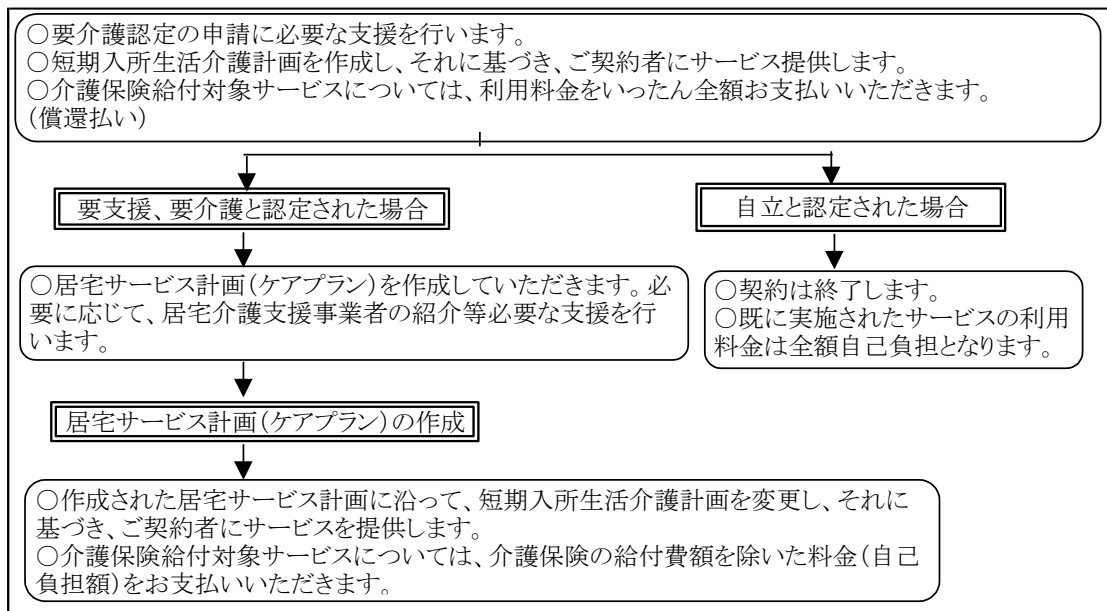 ○要介護認定の申請に必要な支援を行います。
○短期入所生活介護計画を作成し、それに基づき、ご契約者にサービス提供します。
○介護保険給付対象サービスについては、利用料金をいったん全額お支払いいただきます。
(償還払い)
要支援、要介護と認定された場合
自立と認定された場合
○居宅サービス計画(ケアプラン)を作成していただきます。必
要に応じて、居宅介護支援事業者の紹介等必要な支援を行
います。
○契約は終了します。
○既に実施されたサービスの利用
料金は全額自己負担となります。
居宅サービス計画(ケアプラン)の作成
○作成された居宅サービス計画に沿って、短期入所生活介護計画を変更し、それに
基づき、ご契約者にサービスを提供します。
○介護保険給付対象サービスについては、介護保険の給付費額を除いた料金(自己
負担額)をお支払いいただきます。